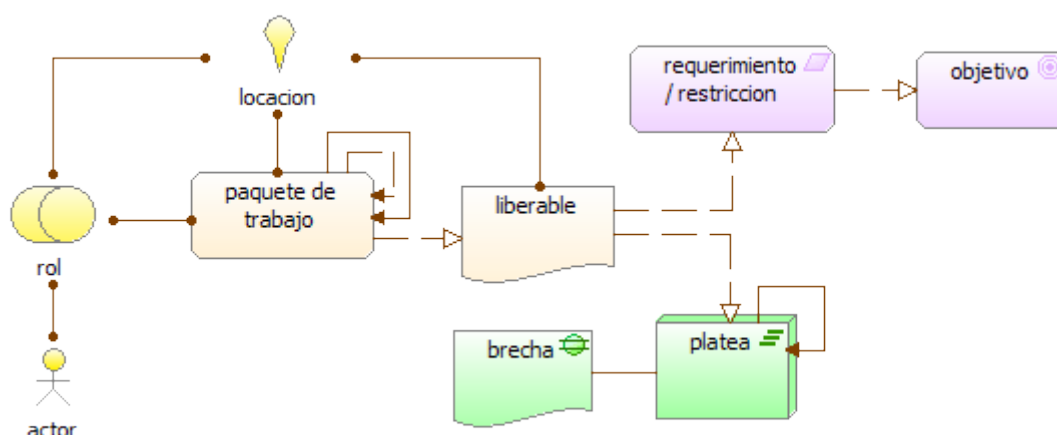 locacion
requerimiento
/ restriccion
objetivo
paquete de
trabajo
liberable
rol
brecha
platea
actor